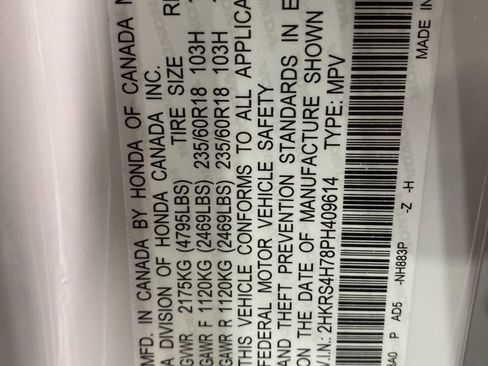 MFD. IN CANADA BY HONDA OF CANADA
A DIVISION OF HONDA CANADA INC.
TIRE SIZE
GVWR 2175KG (4795LBS)
GAWR F 1120KG (2469LBS) 235/60R18 103H
GAWR R 1120KG (2469LBS) 235/60R18 103H
THIS VEHICLE CONFORMS TO ALL
FEDERAL MOTOR VEHICLE SAFETY
AND THEFT PREVENTION STANDARDS IN
ON THE DATE OF MANUFACTURE SHOWN
V.I.N.: 2HKRS4H78PH409614 TYPE: MPV
P AD5 -NH883P -Z -H
MADE IN